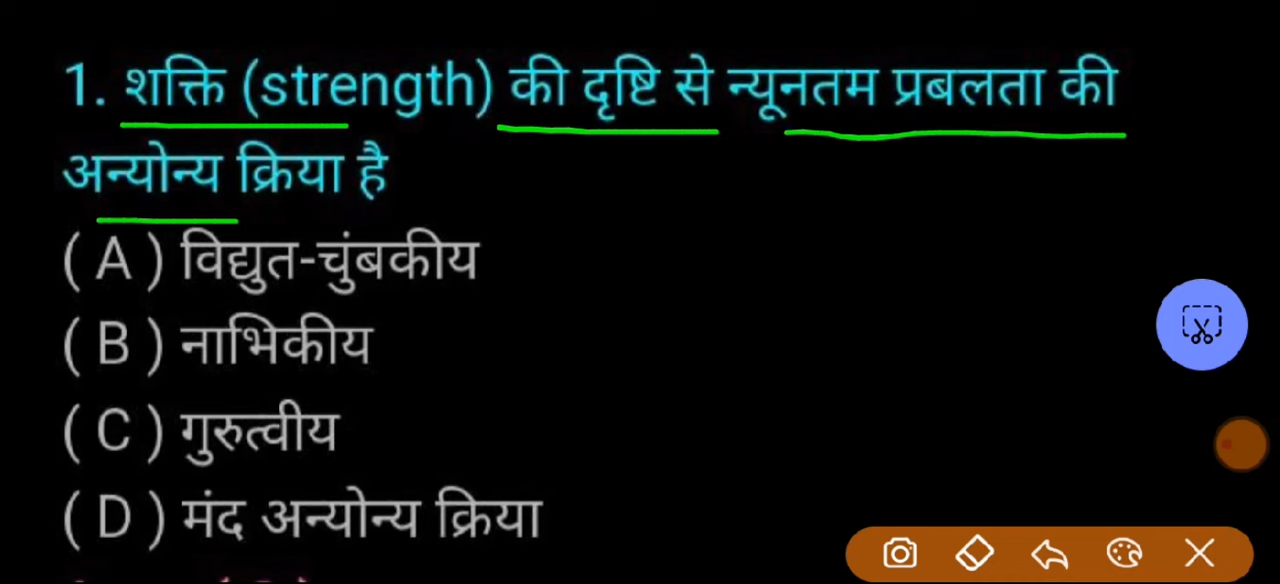 1. शक्ति (strength) की दृष्टि से न्यूनतम प्रबलता की
अन्योन्य क्रिया है
( A ) विद्युत-चुंबकीय
( B ) नाभिकीय
( C ) गुरुत्वीय
( D ) मंद अन्योन्य क्रिया